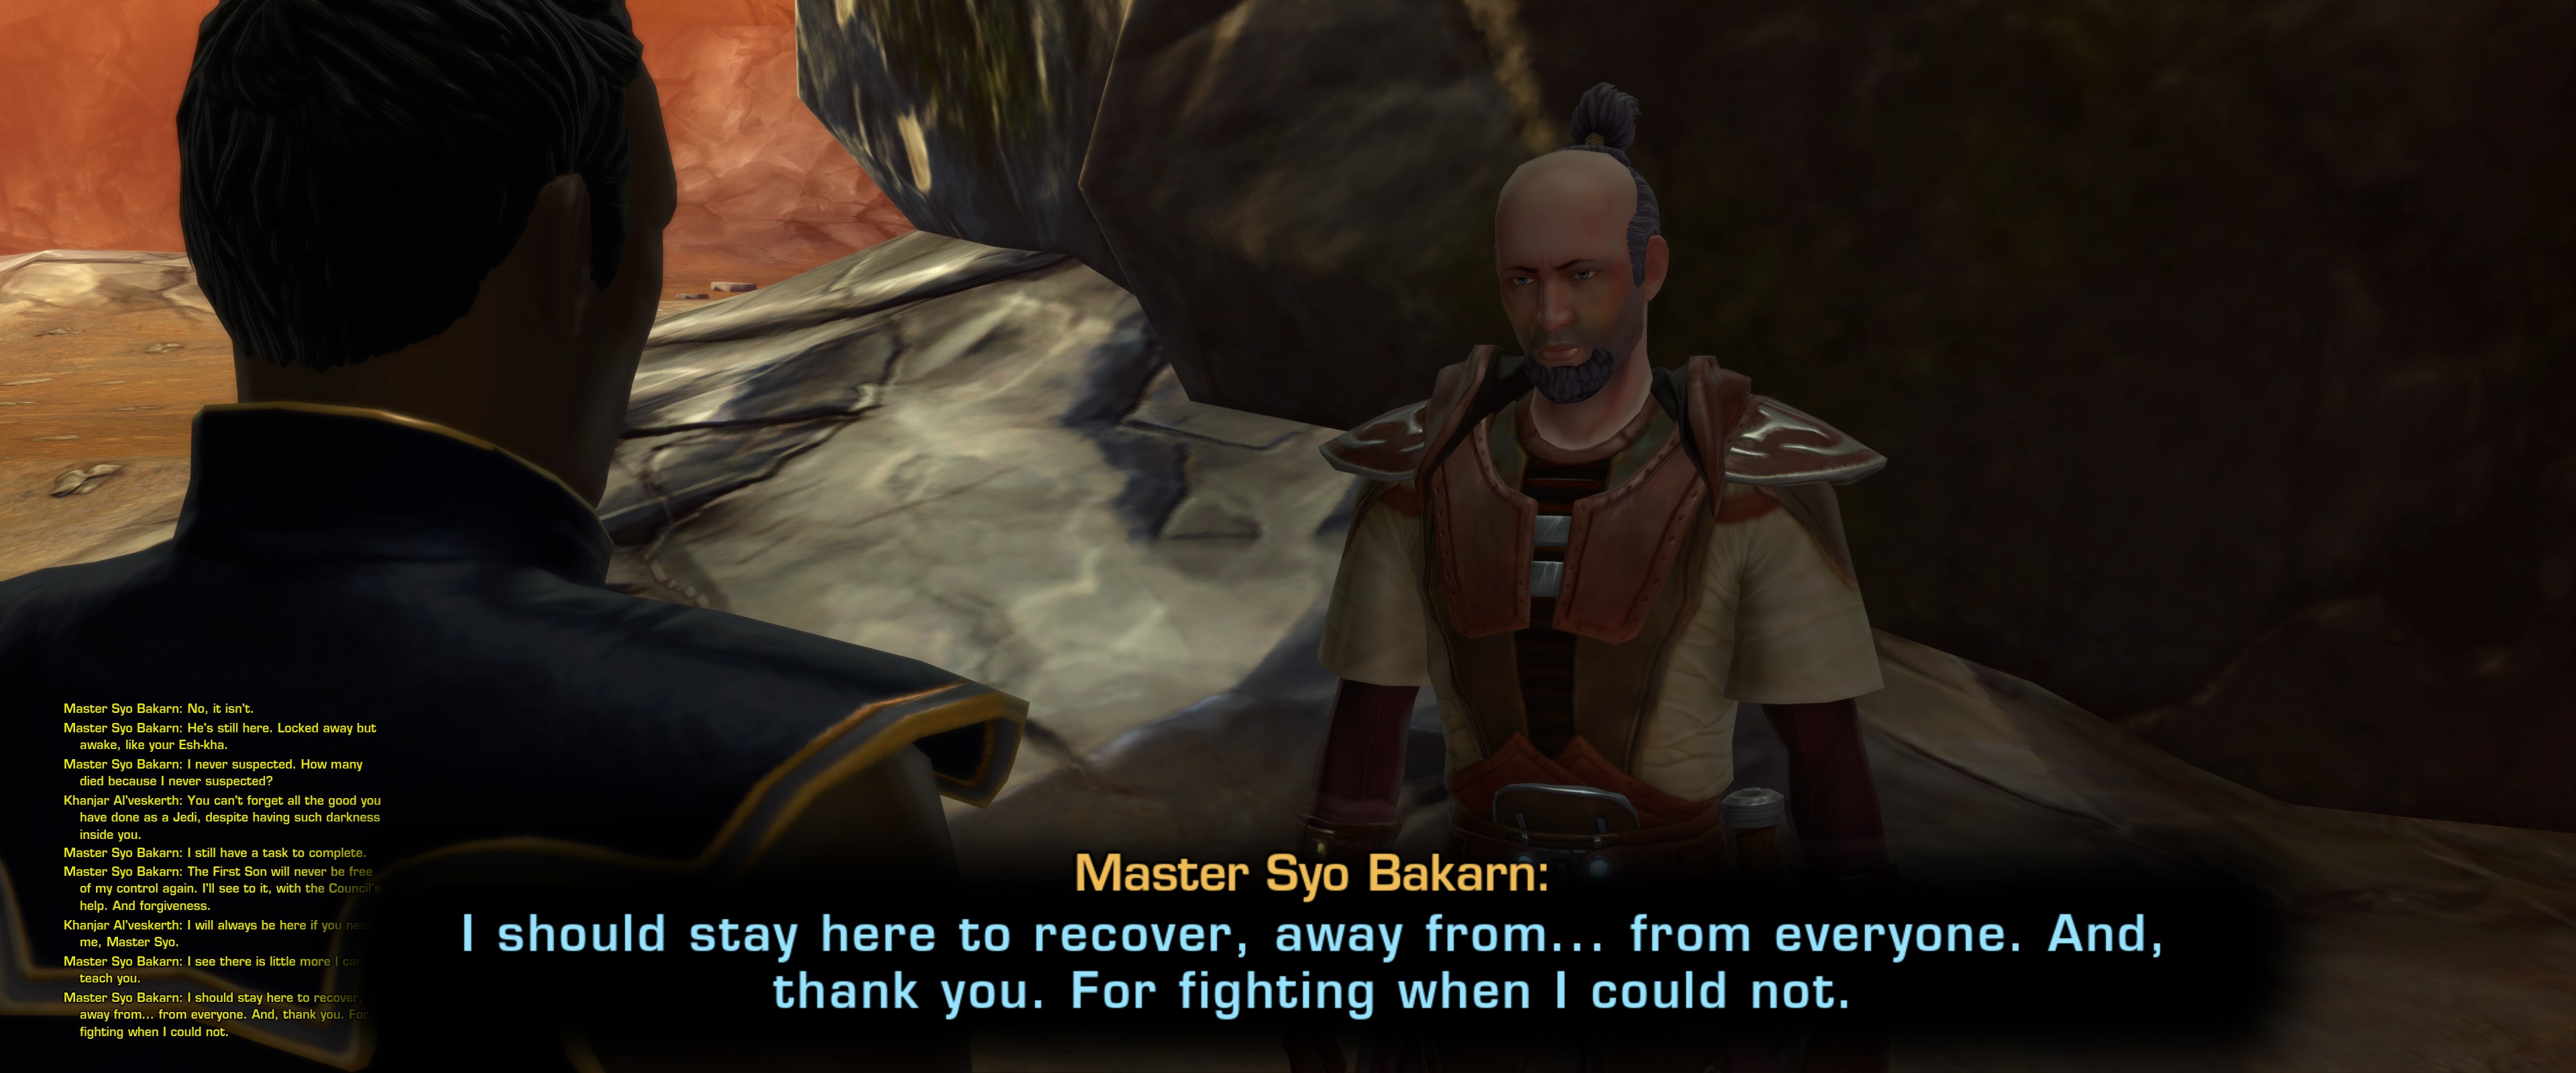 Master Syo Bakarn: No, it isn't.
Master Syo Bakarn: He's still here. Locked away but
awake, like your Esh-kha.
Master Syo Bakarn: I never suspected. How many
died because I never suspected?
Khanjar Al'veskerth: You can't forget all the good you
have done as a Jedi, despite having such darkness
inside you.
Master Syo Bakarn: I still have a task to complete.
Master Syo Bakarn: The First Son will never be free
of my control again. I'll see to it, with the Council's
help. And forgiveness.
Khanjar Al'veskerth: I will always be here if you need
me, Master Syo.
Master Syo Bakarn: I see there is little more I can
teach you.
Master Syo Bakarn: I should stay here to recover,
away from... from everyone. And, thank you. For
fighting when I could not.
Master Syo Bakarn:
I should stay here to recover, away from... from everyone. And,
thank you. For fighting when I could not.